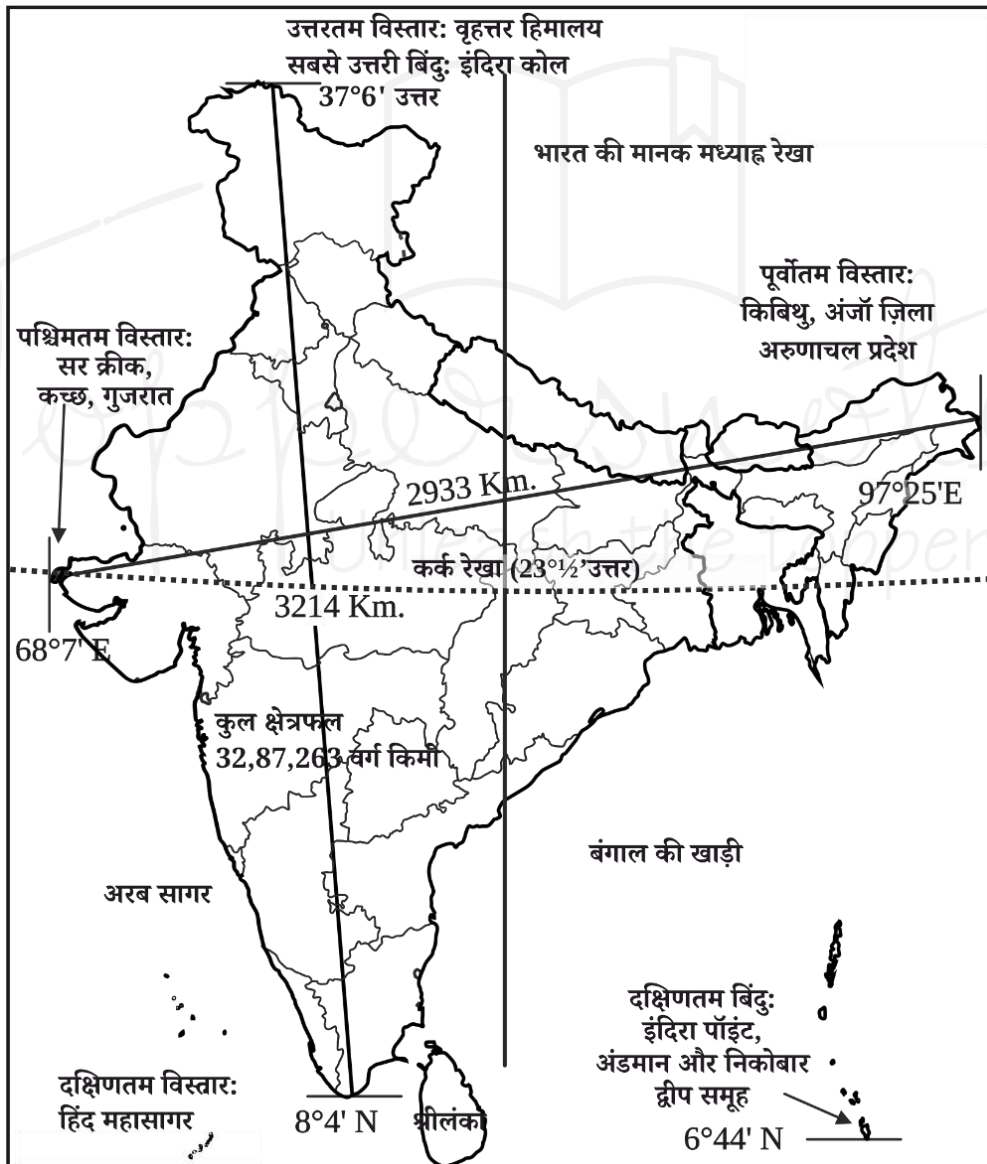 उत्तरतम विस्तार: वृहत्तर हिमालय
सबसे उत्तरी बिंदु: इंदिरा कोल
37°6' उत्तर
भारत की मानक मध्याह्न रेखा
पूर्वोतम विस्तार:
किबिथु, अंजॉ ज़िला
अरुणाचल प्रदेश
पश्चिमतम विस्तार:
सर क्रीक,
कच्छ, गुजरात
2933 Km.
97°25'E
Unleash the topper
कर्क रेखा (23°½’उत्तर)
3214 Km.
68°7' E
कुल क्षेत्रफल
32,87,263 वर्ग किमी
बंगाल की खाड़ी
अरब सागर
दक्षिणतम बिंदु:
इंदिरा पॉइंट,
अंडमान और निकोबार
द्वीप समूह
6°44' N
दक्षिणतम विस्तार:
हिंद महासागर
8°4' N
श्रीलंका